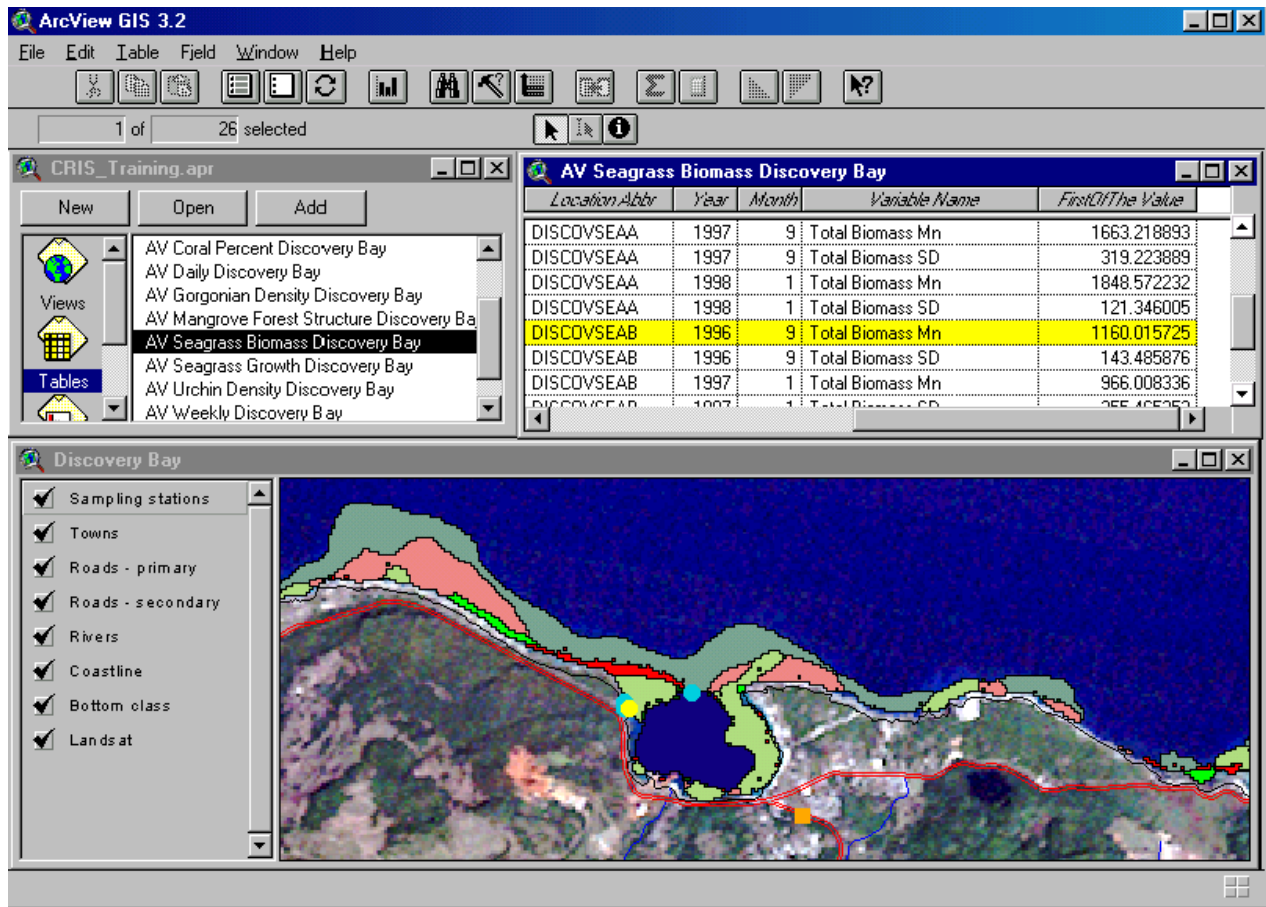 ArcView GIS 3.2
File Edit Table Field Window Help
1 of 26 selected
CRIS_Training.apr
New Open Add
Views
Tables
AV Coral Percent Discovery Bay
AV Daily Discovery Bay
AV Gorgonian Density Discovery Bay
AV Mangrove Forest Structure Discovery Ba
AV Seagrass Biomass Discovery Bay
AV Seagrass Growth Discovery Bay
AV Urchin Density Discovery Bay
AV Weekly Discovery Bay
AV Seagrass Biomass Discovery Bay
Location Abbr Year Month Variable Name FirstOfThe Value
DISCOVSEAA 1997 9 Total Biomass Mn 1663.218893
DISCOVSEAA 1997 9 Total Biomass SD 319.223889
DISCOVSEAA 1998 1 Total Biomass Mn 1848.572232
DISCOVSEAA 1998 1 Total Biomass SD 121.346005
DISCOVSEAB 1996 9 Total Biomass Mn 1160.015725
DISCOVSEAB 1996 9 Total Biomass SD 143.485876
DISCOVSEAB 1997 1 Total Biomass Mn 966.008336
DISCOVSEAB 1997 1 Total Biomass SD
Discovery Bay
Sampling stations
Towns
Roads - primary
Roads - secondary
Rivers
Coastline
Bottom class
Landsat